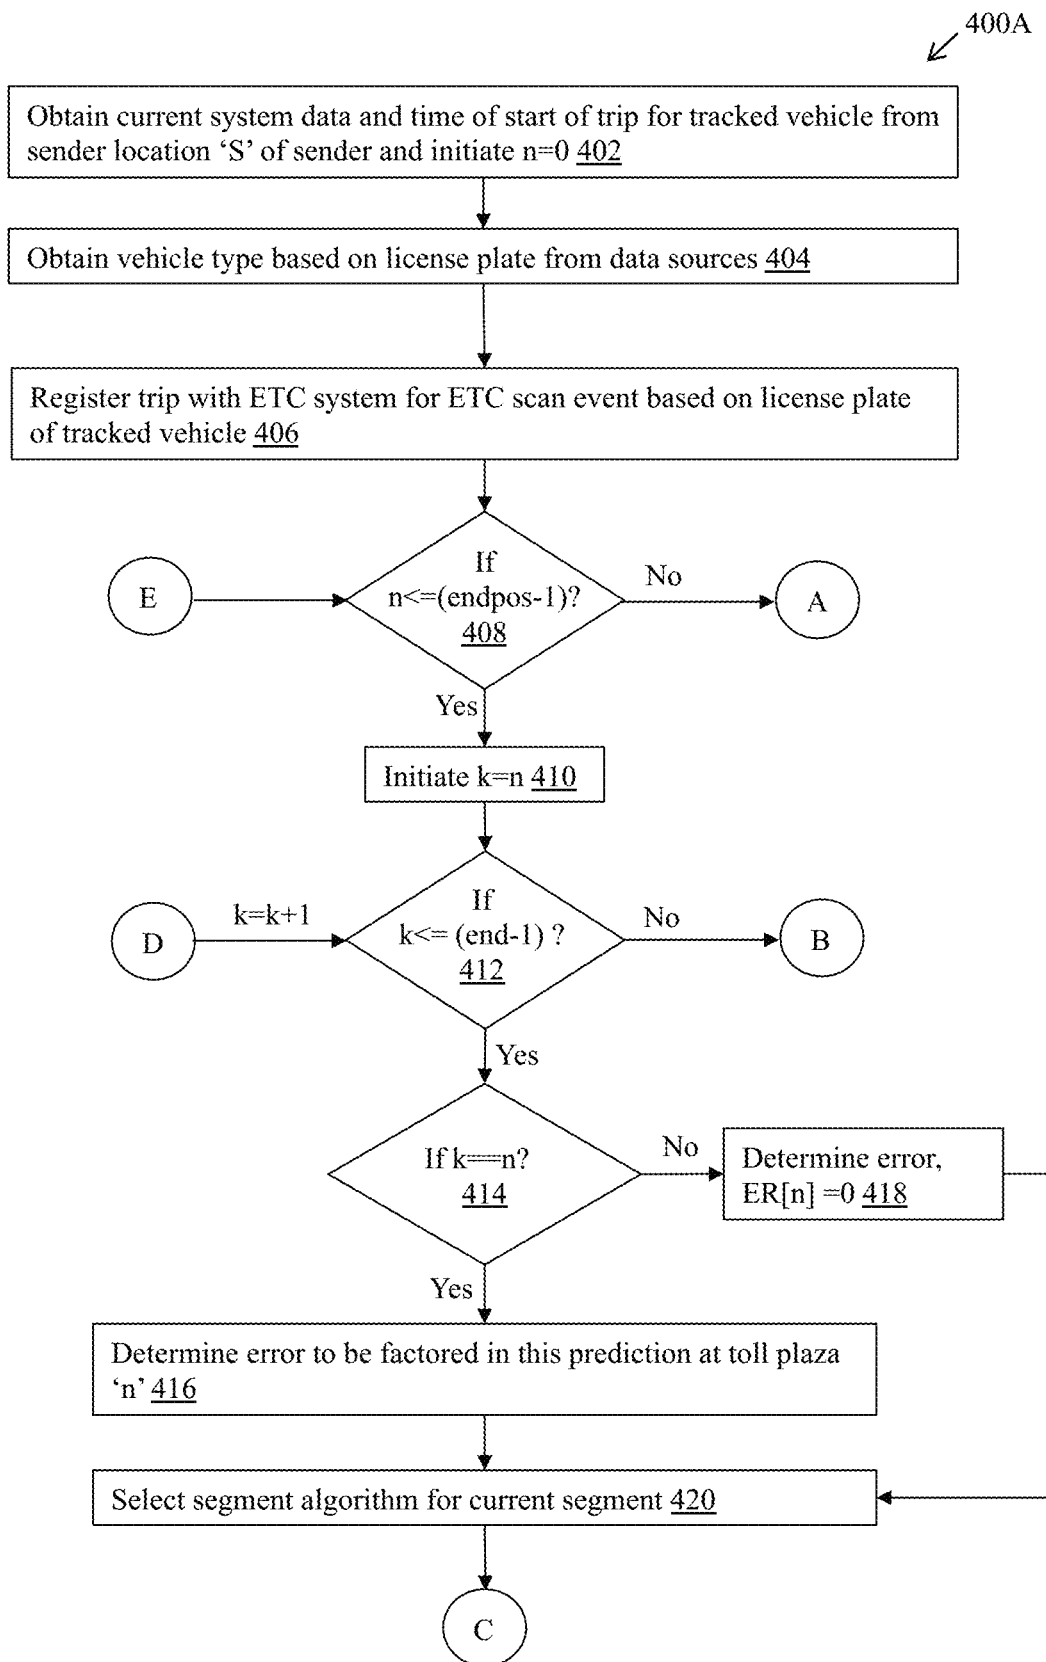 400A
Obtain current system data and time of start of trip for tracked vehicle from
sender location ‘S’ of sender and initiate n=0 402
Obtain vehicle type based on license plate from data sources 404
Register trip with ETC system for ETC scan event based on license plate
of tracked vehicle 406
E
If
n<=(endpos-1)?
408
No
A
Yes
Initiate k=n 410
D
k=k+1
If
k<= (end-1) ?
412
No
B
Yes
If k==n?
414
No
Determine error,
ER[n] =0 418
Yes
Determine error to be factored in this prediction at toll plaza
‘n’ 416
Select segment algorithm for current segment 420
C